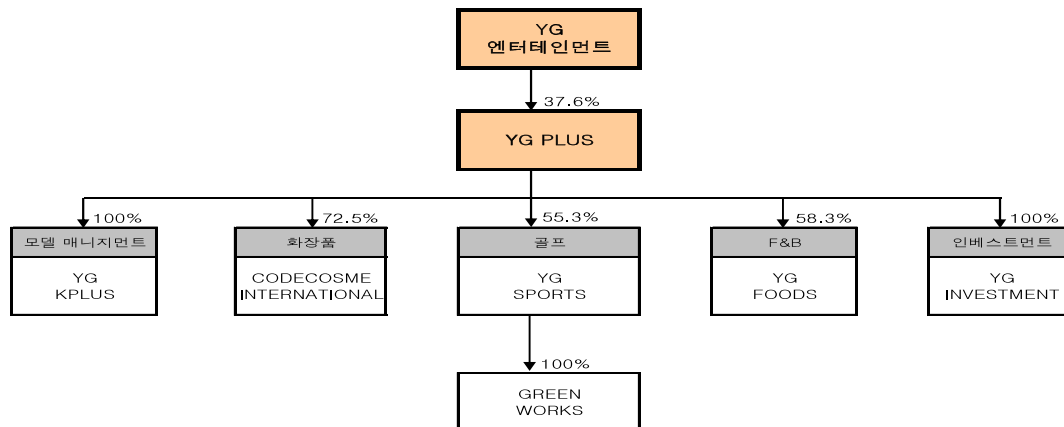 YG
엔터테인먼트
37.6%
YG PLUS
100%
72.5%
55.3%
58.3%
100%
모델 매니지먼트
화장품
골프
F&B
인베스트먼트
YG
KPLUS
CODECOSME
INTERNATIONAL
YG
SPORTS
YG
FOODS
YG
INVESTMENT
100%
GREEN
WORKS